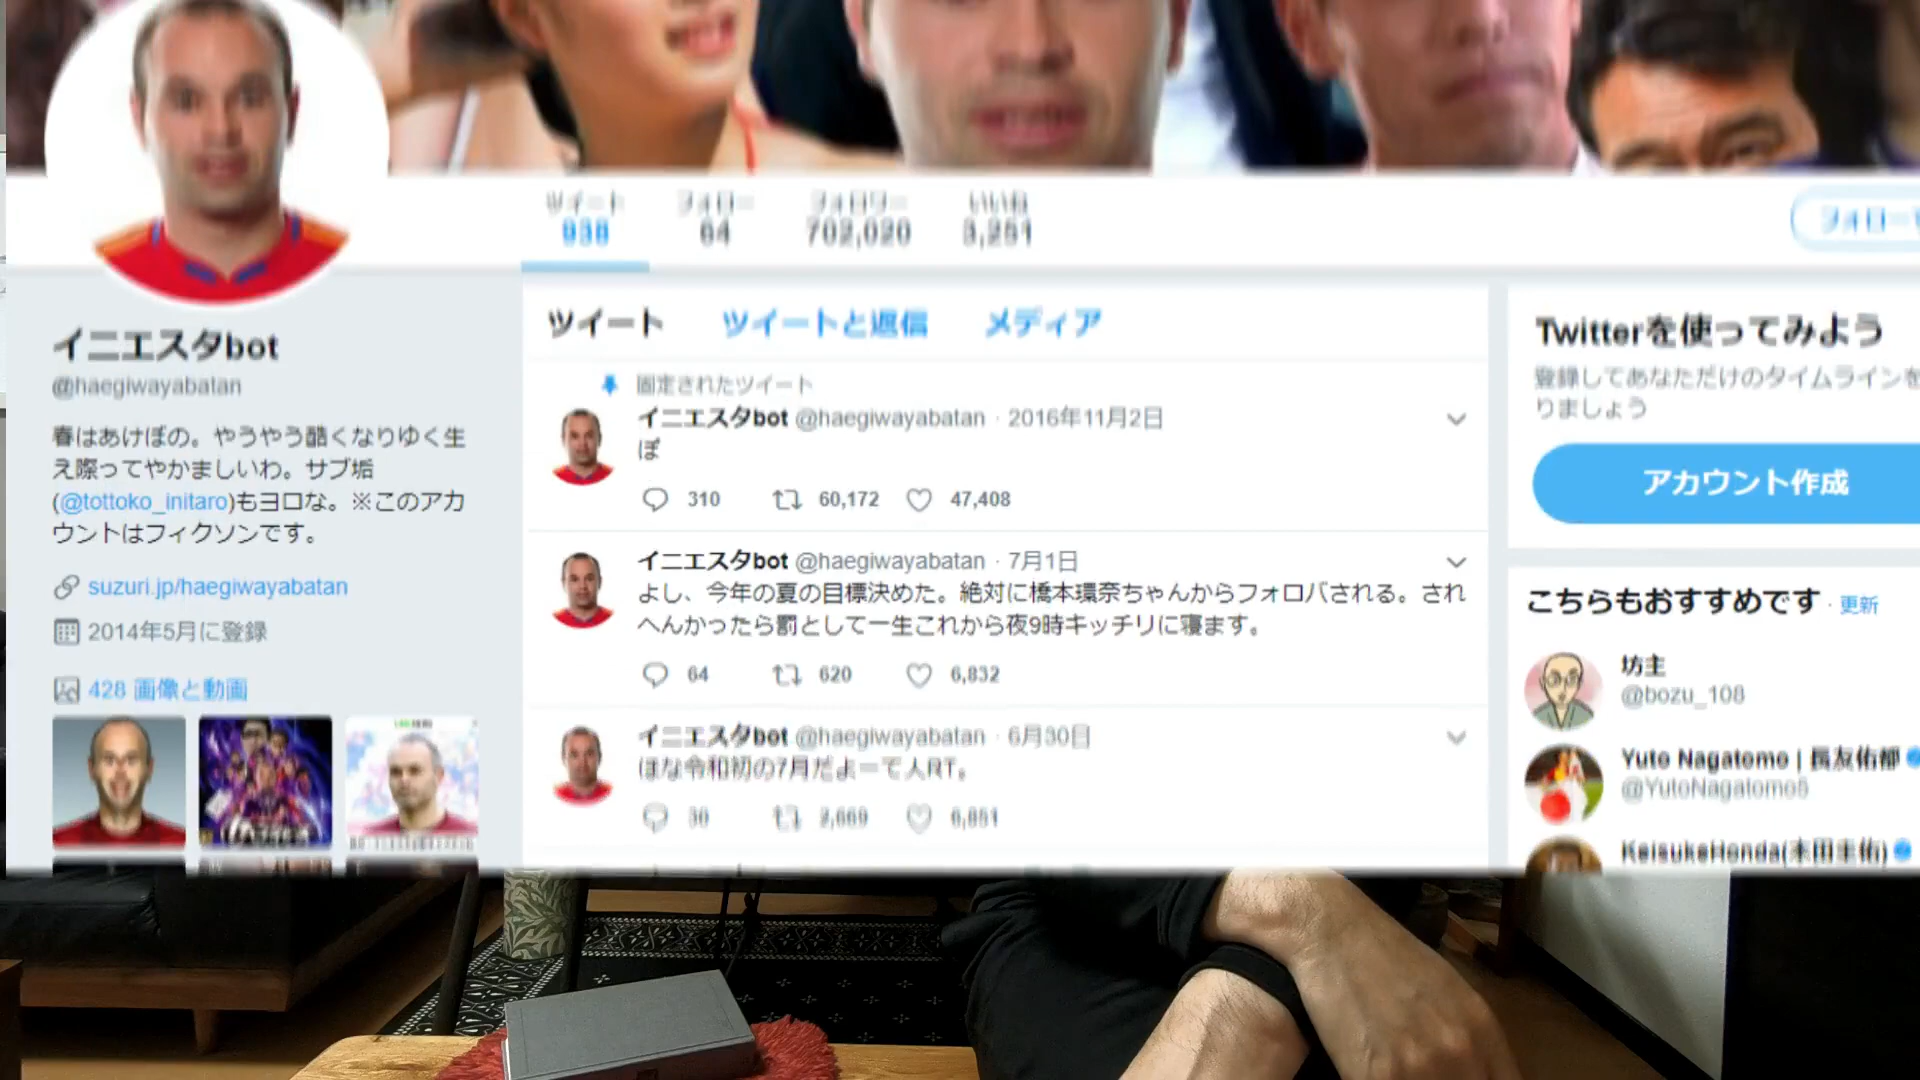 ツイート フォロー フォロワー いいね
938 64 702,020 3,251
イニエスタbot
@haegiwayabatan
春はあけぼの。やうやう酷くなりゆく生
え際ってやかましいわ。サブ垢
(@tottoko_initaro)もヨロな。※このアカ
ウントはフィクソンです。
suzuri.jp/haegiwayabatan
2014年5月に登録
428 画像と動画
ツイート ツイートと返信 メディア
固定されたツイート
イニエスタbot @haegiwayabatan · 2016年11月2日
ぽ
310 60,172 47,408
イニエスタbot @haegiwayabatan · 7月1日
よし、今年の夏の目標決めた。絶対に橋本環奈ちゃんからフォロバされる。され
へんかったら罰として一生これから夜9時キッチリに寝ます。
64 620 6,832
イニエスタbot @haegiwayabatan · 6月30日
ほな令和初の7月だよーて人RT。
36 2,669 6,851
フォロー
Twitterを使ってみよう
登録してあなただけのタイムラインを
りましょう
アカウント作成
こちらもおすすめです · 更新
坊主
@bozu_108
Yuto Nagatomo | 長友佑都
@YutoNagatomo5
KeisukeHonda(本田圭佑)